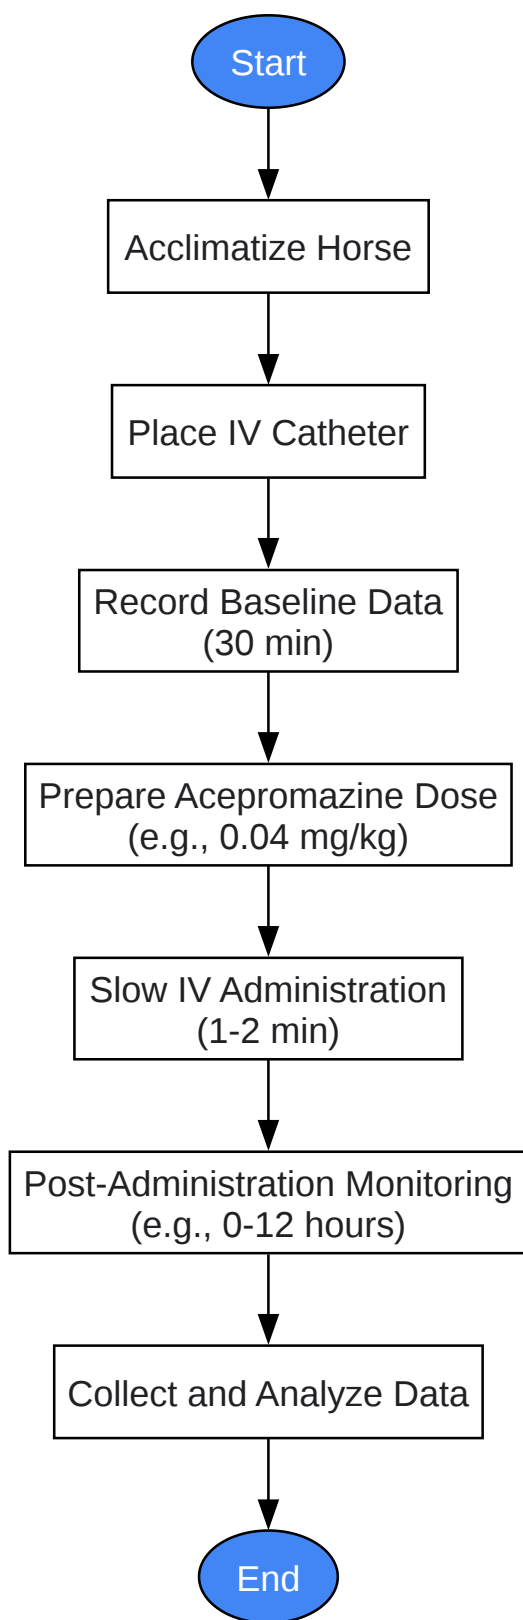 Start
Acclimatize Horse
Place IV Catheter
Record Baseline Data
(30 min)
Prepare Acepromazine Dose
(e.g., 0.04 mg/kg)
Slow IV Administration
(1-2 min)
Post-Administration Monitoring
(e.g., 0-12 hours)
Collect and Analyze Data
End